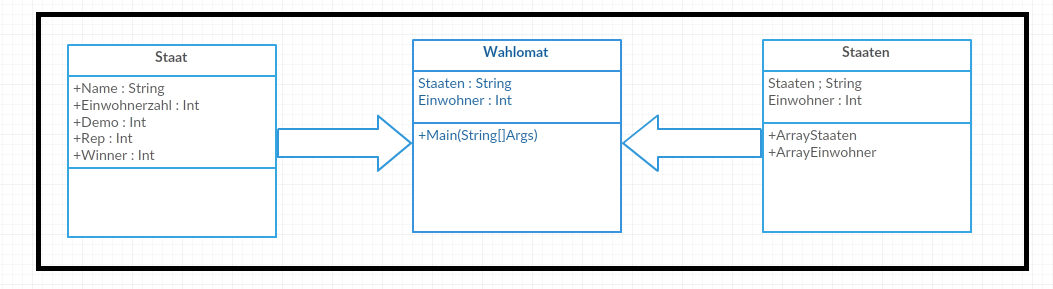 Staat
+Name : String
+Einwohnerzahl : Int
+Demo : Int
+Rep : Int
+Winner : Int
Wahlomat
Staaten : String
Einwohner : Int
+Main(String[]Args)
Staaten
Staaten ; String
Einwohner : Int
+ArrayStaaten
+ArrayEinwohner